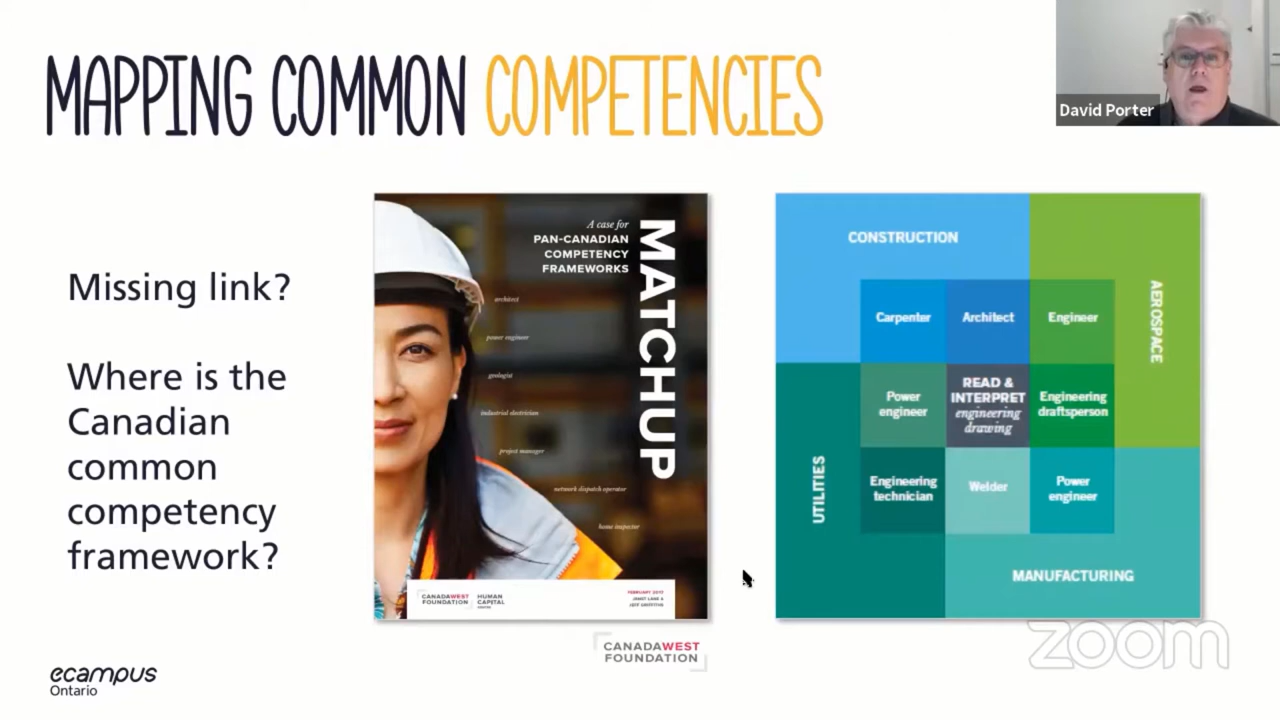 MAPPING COMMON COMPETENCIES
David Porter
Missing link?
Where is the
Canadian
common
competency
framework?
A case for
PAN-CANADIAN
COMPETENCY
FRAMEWORKS
MATCHUP
architect
power engineer
geologist
industrial electrician
project manager
network dispatch operator
home inspector
CANADAWEST
FOUNDATION
HUMAN
CAPITAL
CENTRE
FEBRUARY 2017
JANET LANE &
JEFF GRIFFITHS
CONSTRUCTION
AEROSPACE
Carpenter
Architect
Engineer
Power
engineer
READ &
INTERPRET
engineering
drawing
Engineering
draftsperson
UTILITIES
Engineering
technician
Welder
Power
engineer
MANUFACTURING
CANADAWEST
FOUNDATION
zoom
ecampus
Ontario